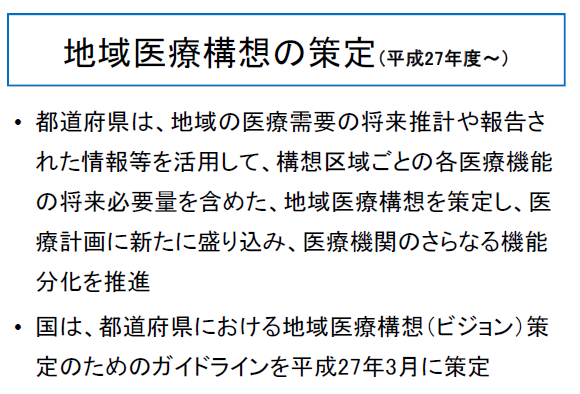 地域医療構想の策定(平成27年度～)
• 都道府県は、地域の医療需要の将来推計や報告さ
れた情報等を活用して、構想区域ごとの各医療機能
の将来必要量を含めた、地域医療構想を策定し、医
療計画に新たに盛り込み、医療機関のさらなる機能
分化を推進
• 国は、都道府県における地域医療構想（ビジョン）策
定のためのガイドラインを平成27年3月に策定